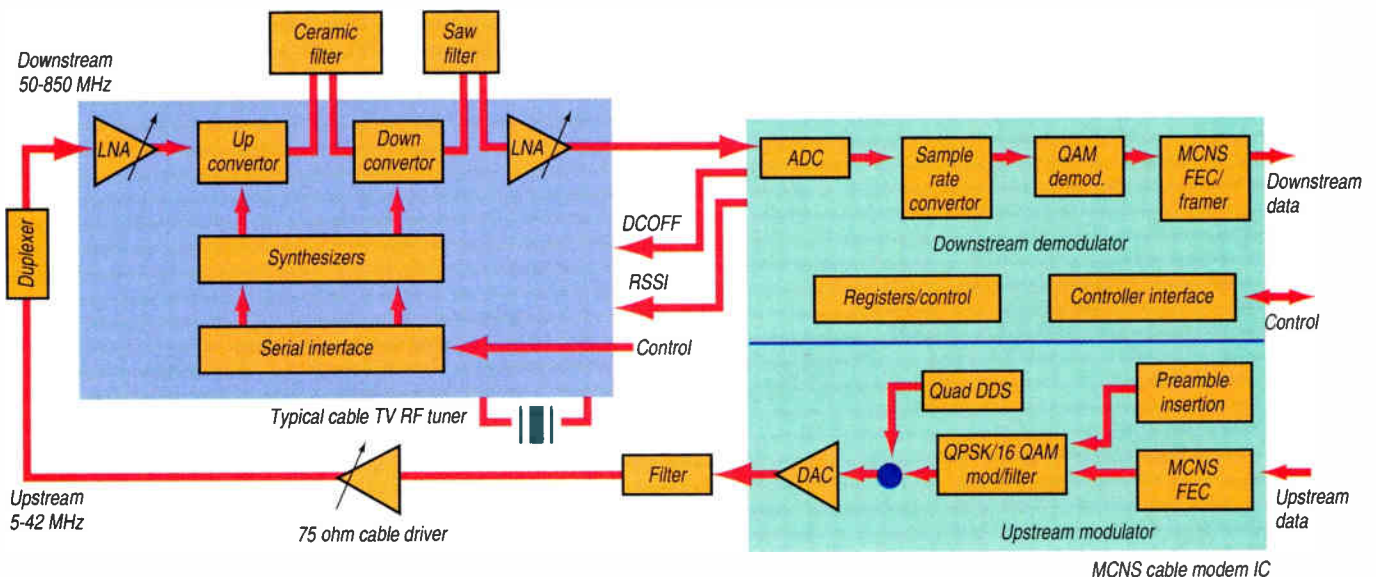 Ceramic
filter
Saw
filter
Downstream
50-850 MHz
LNA
Up
convertor
Down
convertor
LNA
ADC
Sample
rate
convertor
QAM
demod.
MCNS
FEC/
framer
Downstream
data
Duplexer
Synthesizers
DCOFF
Downstream demodulator
RSSI
Registers/control
Controller interface
Control
Serial interface
Control
Typical cable TV RF tuner
Quad DDS
Preamble
insertion
Filter
DAC
QPSK/16 QAM
mod/filter
MCNS
FEC
Upstream
data
Upstream
5-42 MHz
75 ohm cable driver
Upstream modulator
MCNS cable modem IC